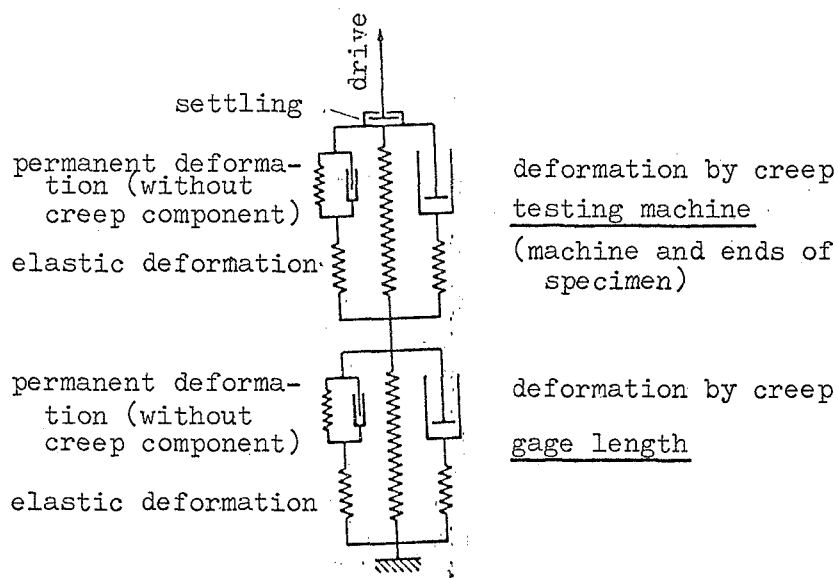 drive
settling
permanent deforma-
tion (without
creep component)
elastic deformation
deformation by creep
testing machine
(machine and ends of
specimen)
permanent deforma-
tion (without
creep component)
elastic deformation
deformation by creep
gage length